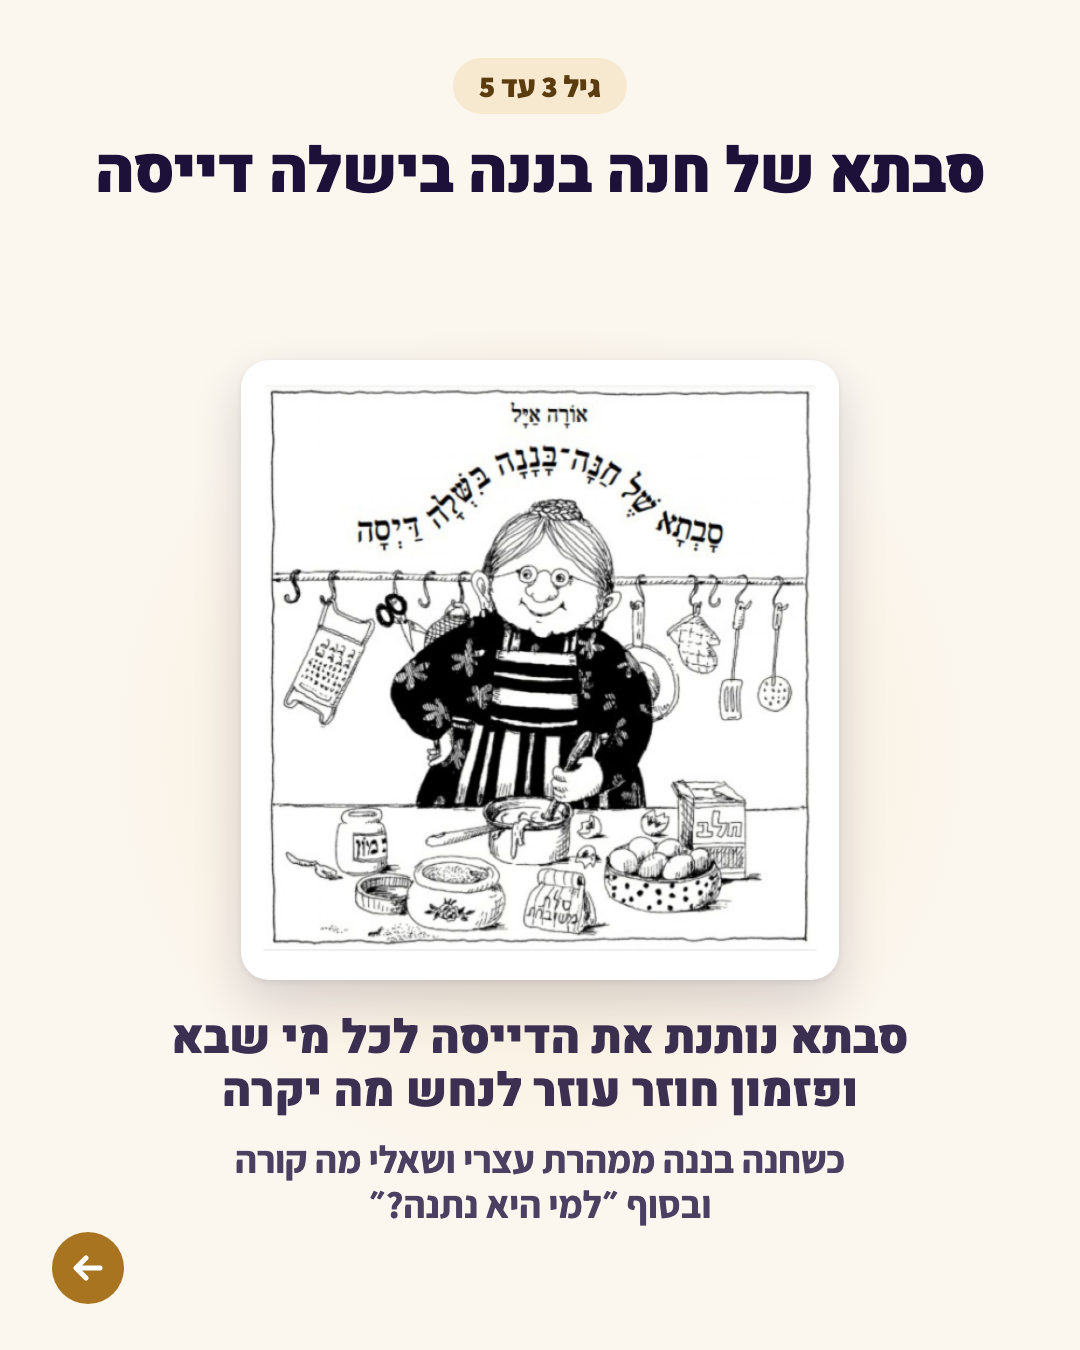 גיל 3 עד 5
סבתא של חנה בננה בישלה דייסה
אוֹרָה אַיָּל
סָבְתָא שֶׁל חַנָּה־בָּנָנָה בִּשְּׁלָה דַּיְסָה
חלב
סבתא נותנת את הדייסה לכל מי שבא
ופזמון חוזר עוזר לנחש מה יקרה
כשחנה בננה ממהרת עצרי ושאלי מה קורה
ובסוף ״למי היא נתנה?״